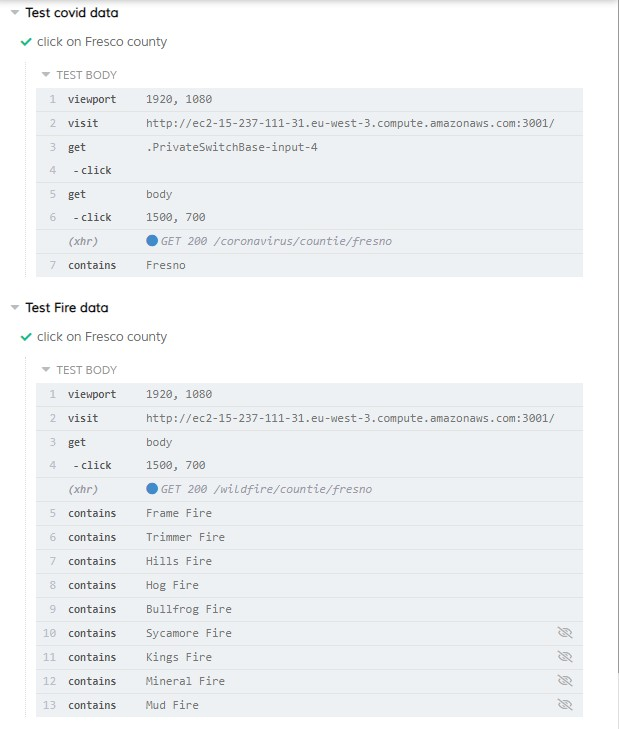 Test covid data
click on Fresco county
TEST BODY
1 viewport 1920, 1080
2 visit http://ec2-15-237-111-31.eu-west-3.compute.amazonaws.com:3001/
3 get .PrivateSwitchBase-input-4
4 - click
5 get body
6 - click 1500, 700
(xhr) GET 200 /coronavirus/countie/fresno
7 contains Fresno
Test Fire data
click on Fresco county
TEST BODY
1 viewport 1920, 1080
2 visit http://ec2-15-237-111-31.eu-west-3.compute.amazonaws.com:3001/
3 get body
4 - click 1500, 700
(xhr) GET 200 /wildfire/countie/fresno
5 contains Frame Fire
6 contains Trimmer Fire
7 contains Hills Fire
8 contains Hog Fire
9 contains Bullfrog Fire
10 contains Sycamore Fire
11 contains Kings Fire
12 contains Mineral Fire
13 contains Mud Fire